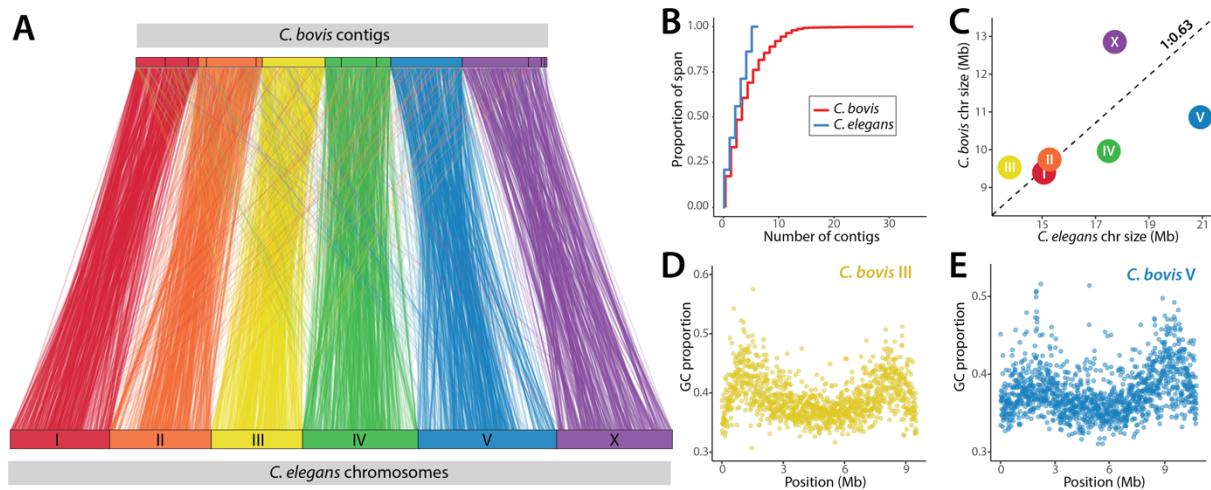 A
C. bovis contigs
I II III IV V X
C. elegans chromosomes
B
Proportion of span
1.00
0.75
0.50
0.25
0.00
C. bovis
C. elegans
0 10 20 30
Number of contigs
C
C. bovis chr size (Mb)
13
12
11
10
9
1:0.63
X
V
IV
III
II
I
15 17 19 21
C. elegans chr size (Mb)
D
C. bovis III
GC proportion
0.6
0.5
0.4
0.3
0 3 6 9
Position (Mb)
E
C. bovis V
GC proportion
0.5
0.4
0.3
0 3 6 9
Position (Mb)